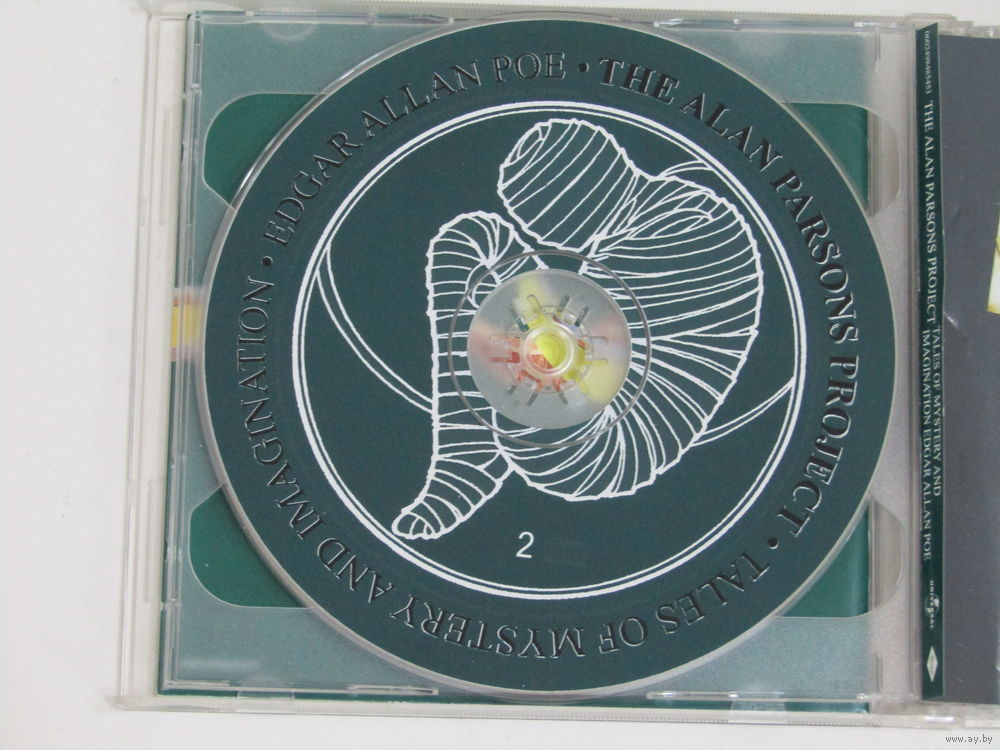 THE ALAN PARSONS PROJECT • TALES OF MYSTERY AND IMAGINATION • EDGAR ALLAN POE •
2
THE ALAN PARSONS PROJECT TALES OF MYSTERY AND
IMAGINATION EDGAR ALLAN POE
UNIVERSAL
www.ay.by